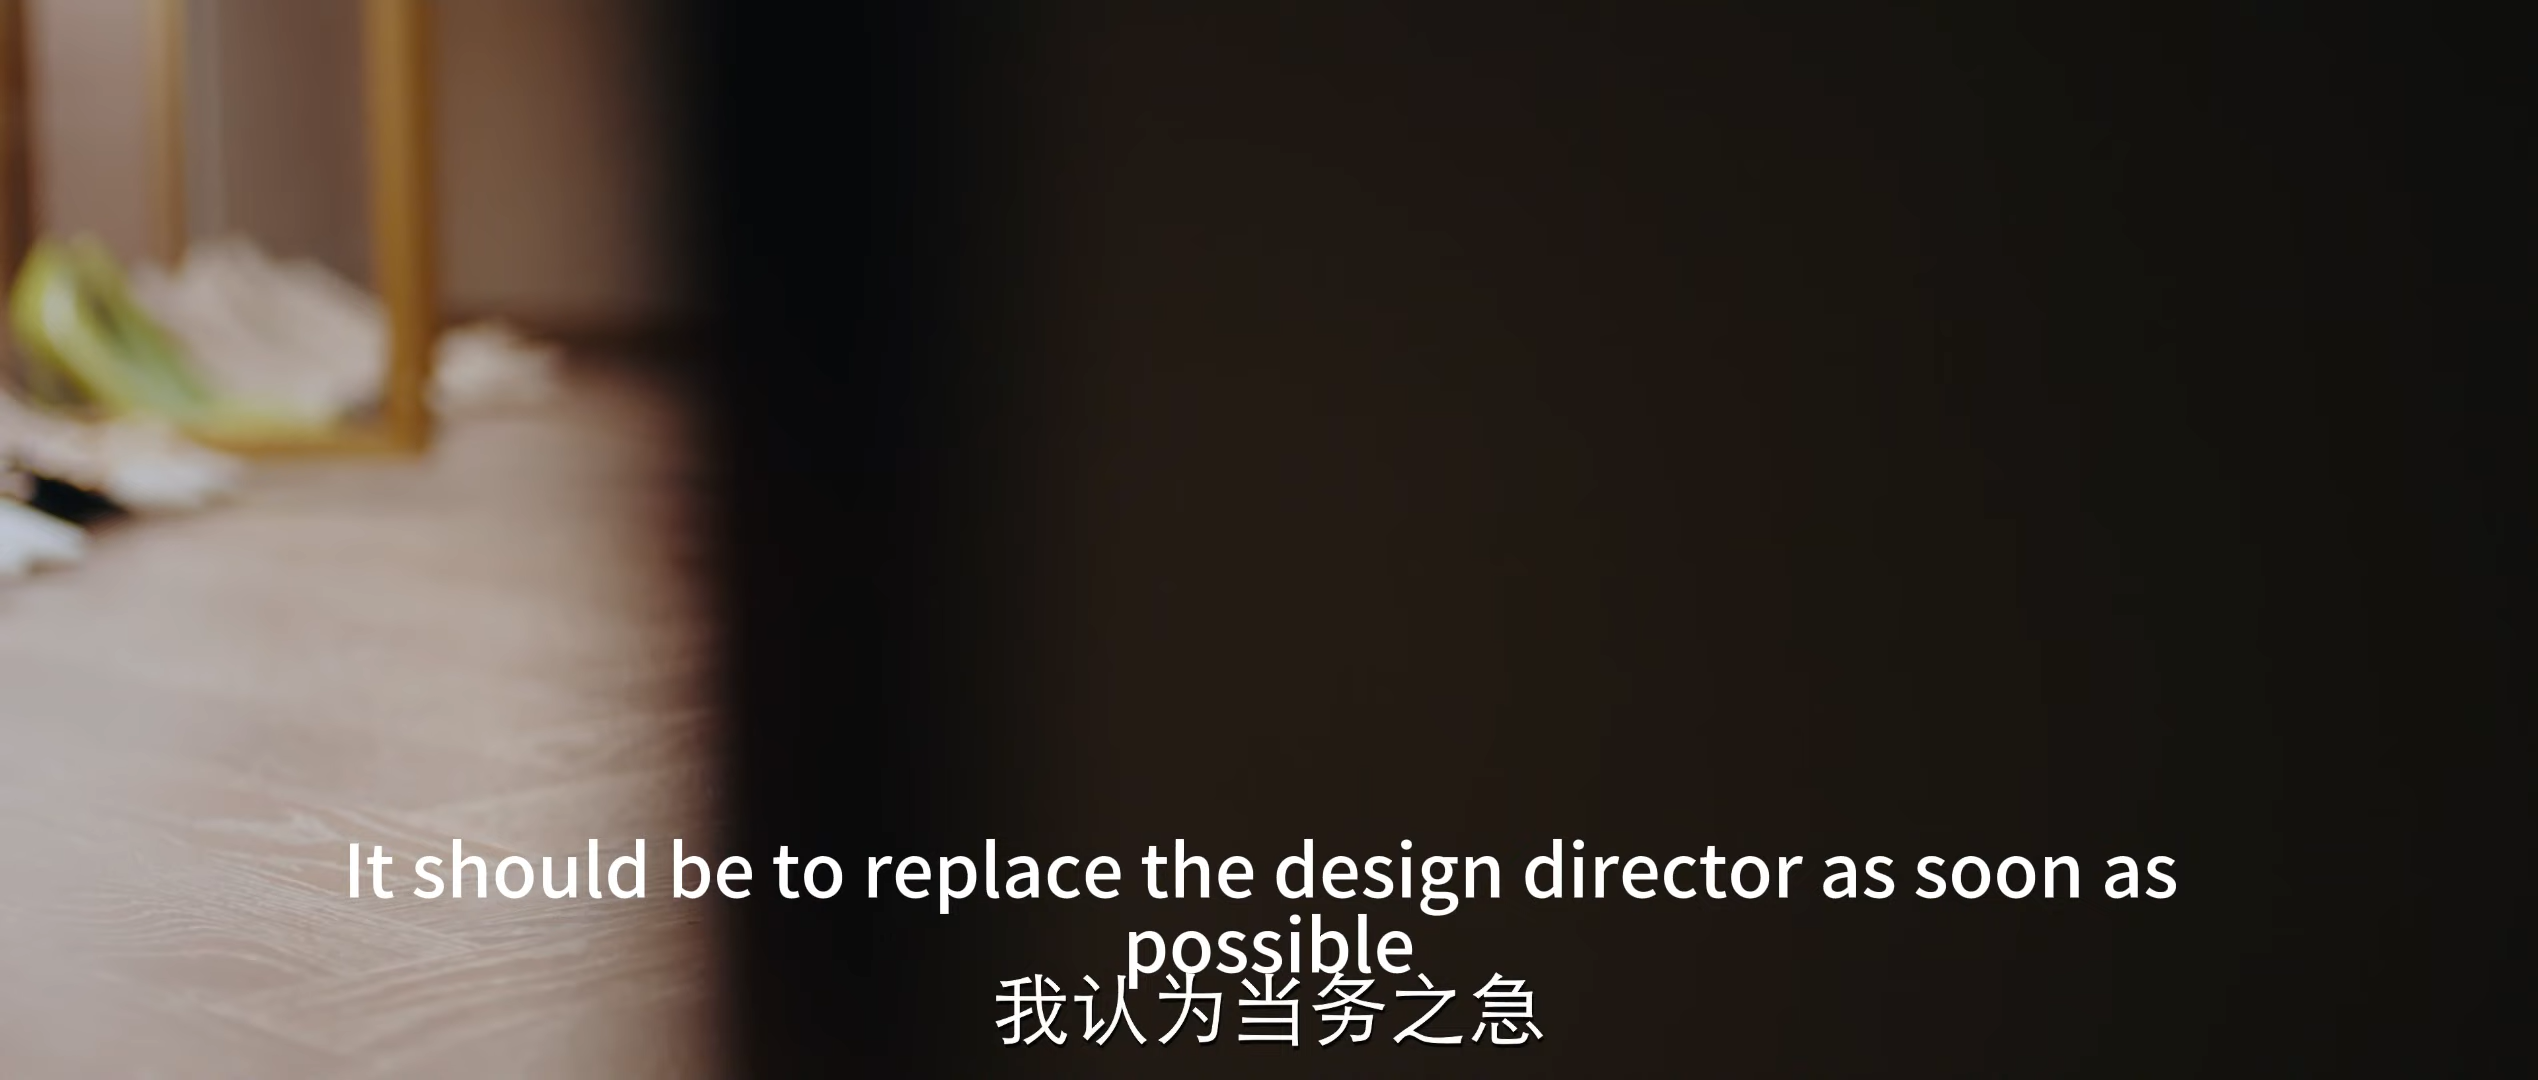 It should be to replace the design director as soon as
possible
我认为当务之急